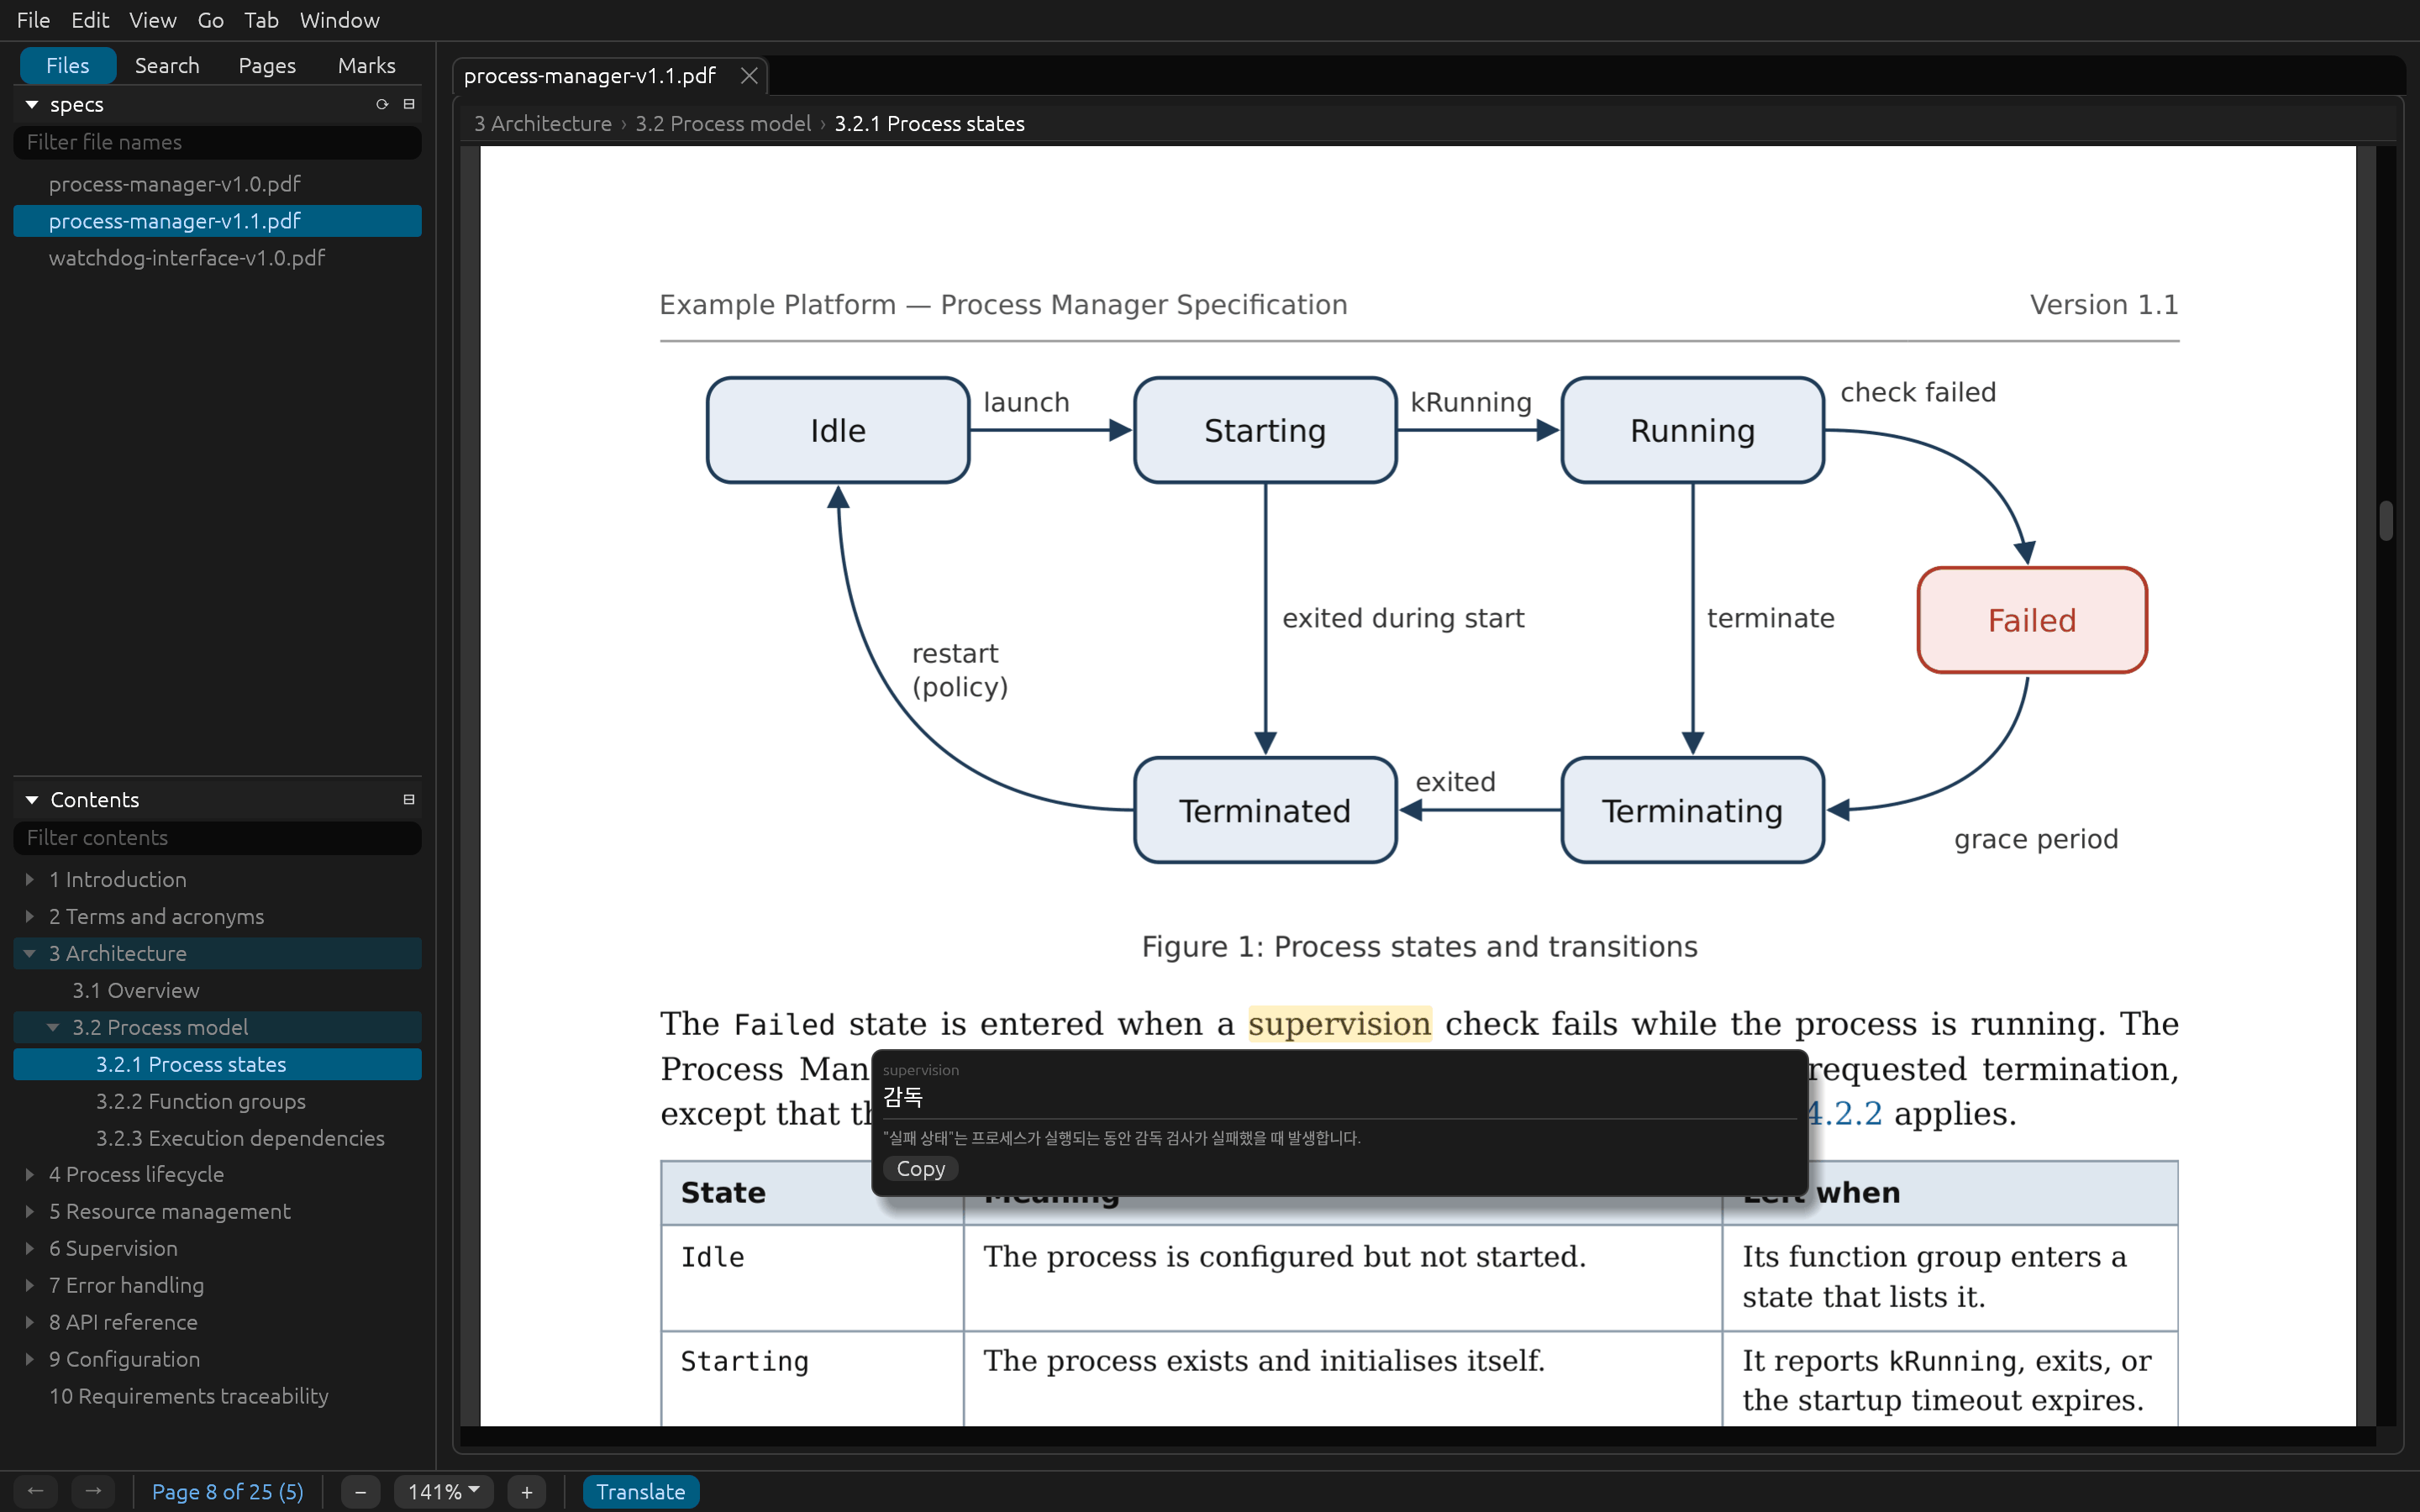 File Edit View Go Tab Window
Files Search Pages Marks
specs
Filter file names
process-manager-v1.0.pdf
process-manager-v1.1.pdf
watchdog-interface-v1.0.pdf
Contents
Filter contents
1 Introduction
2 Terms and acronyms
3 Architecture
3.1 Overview
3.2 Process model
3.2.1 Process states
3.2.2 Function groups
3.2.3 Execution dependencies
4 Process lifecycle
5 Resource management
6 Supervision
7 Error handling
8 API reference
9 Configuration
10 Requirements traceability
process-manager-v1.1.pdf
3 Architecture › 3.2 Process model › 3.2.1 Process states
Example Platform — Process Manager Specification Version 1.1
Idle launch Starting kRunning Running check failed
exited during start terminate Failed
restart
(policy)
Terminated exited Terminating
grace period
Figure 1: Process states and transitions
The Failed state is entered when a supervision check fails while the process is running. The
Process Man requested termination,
except that th 4.2.2 applies.
supervision
감독
"실패 상태"는 프로세스가 실행되는 동안 감독 검사가 실패했을 때 발생합니다.
Copy
State Meaning Left when
Idle The process is configured but not started. Its function group enters a
state that lists it.
Starting The process exists and initialises itself. It reports kRunning, exits, or
the startup timeout expires.
← → Page 8 of 25 (5) − 141% + Translate